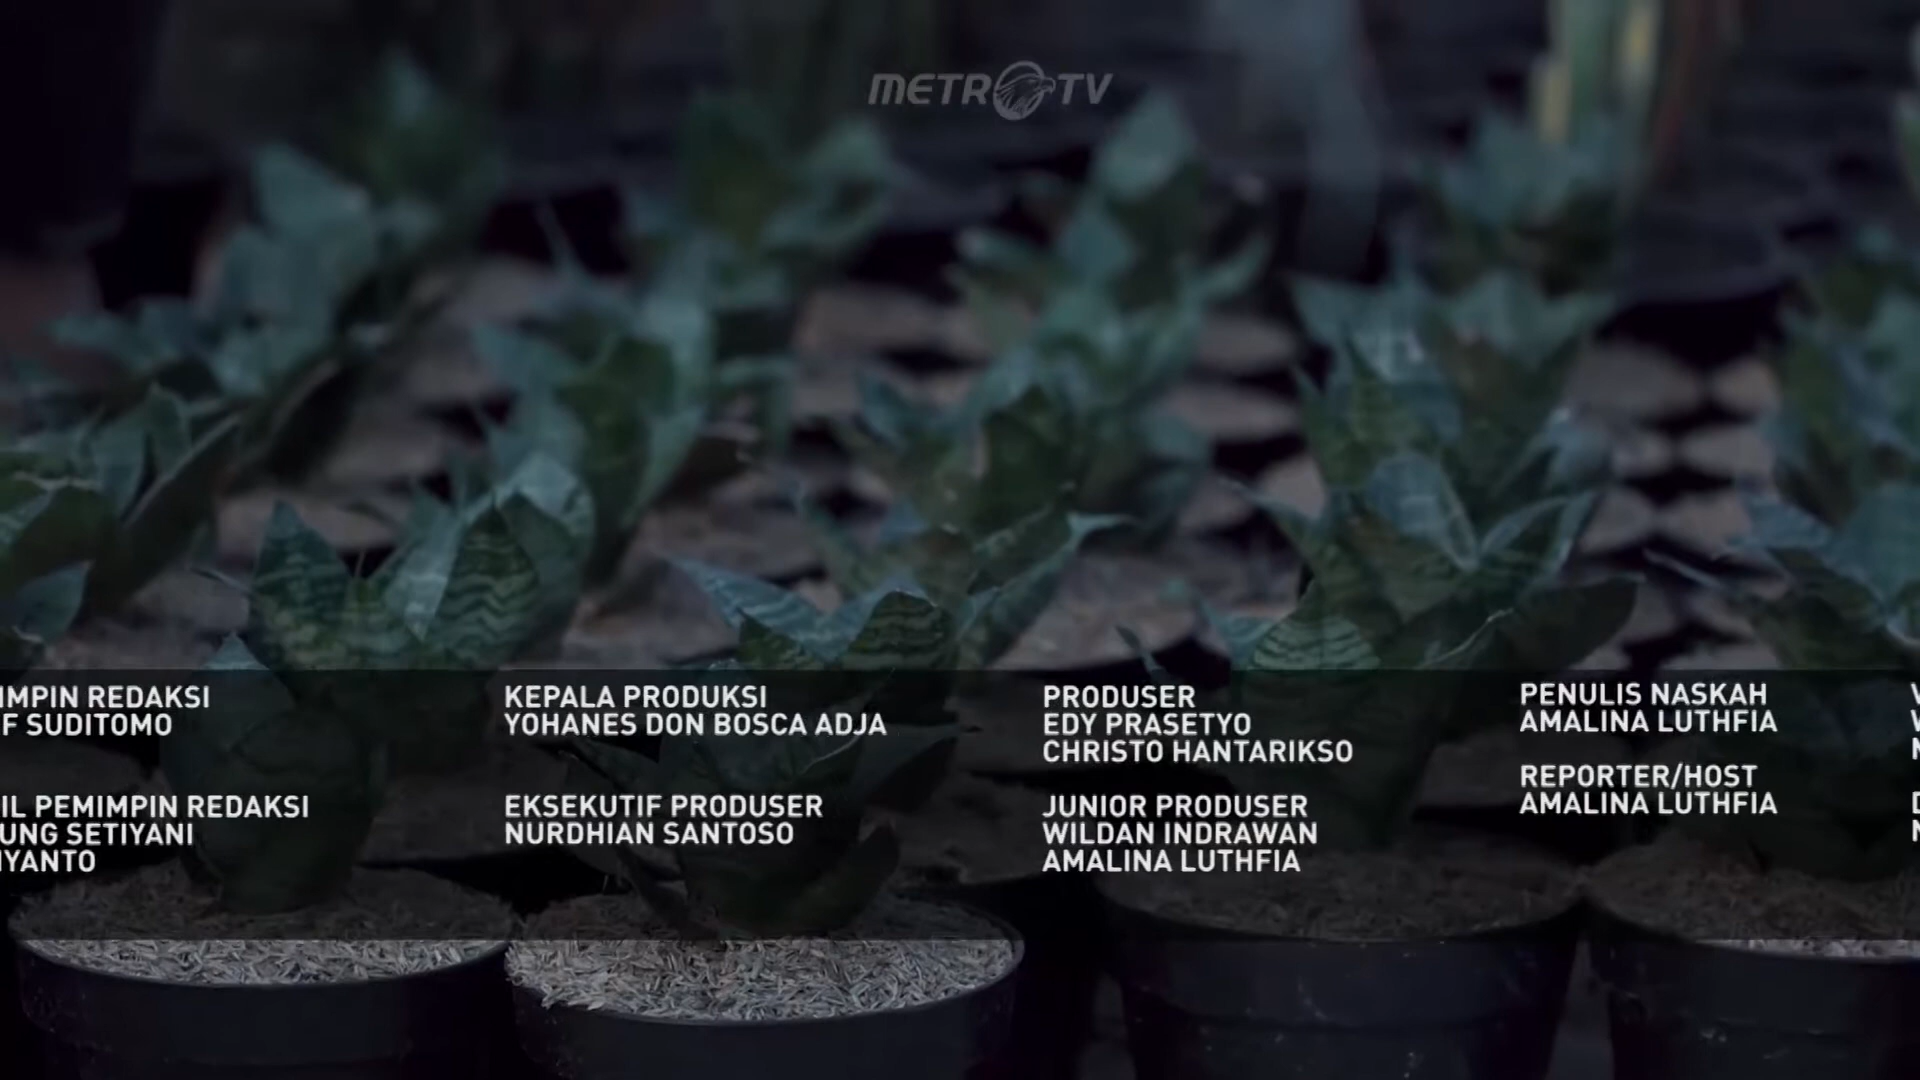 METRO TV
IMPIN REDAKSI
F SUDITOMO
IL PEMIMPIN REDAKSI
UNG SETIYANI
IYANTO
KEPALA PRODUKSI
YOHANES DON BOSCA ADJA
EKSEKUTIF PRODUSER
NURDHIAN SANTOSO
PRODUSER
EDY PRASETYO
CHRISTO HANTARIKSO
JUNIOR PRODUSER
WILDAN INDRAWAN
AMALINA LUTHFIA
PENULIS NASKAH
AMALINA LUTHFIA
REPORTER/HOST
AMALINA LUTHFIA